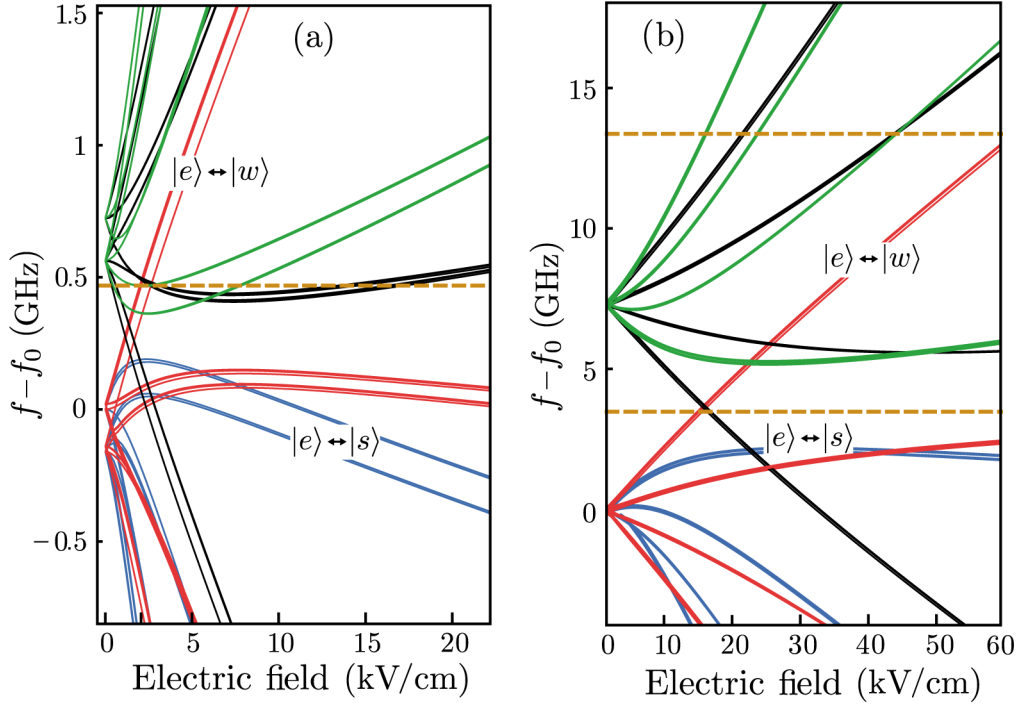 (a)
1.5
1
0.5
0
−0.5
f−f₀ (GHz)
|e⟩↔|w⟩
|e⟩↔|s⟩
0
5
10
15
20
Electric field (kV/cm)
(b)
15
10
5
0
f−f₀ (GHz)
|e⟩↔|w⟩
|e⟩↔|s⟩
0
10
20
30
40
50
60
Electric field (kV/cm)